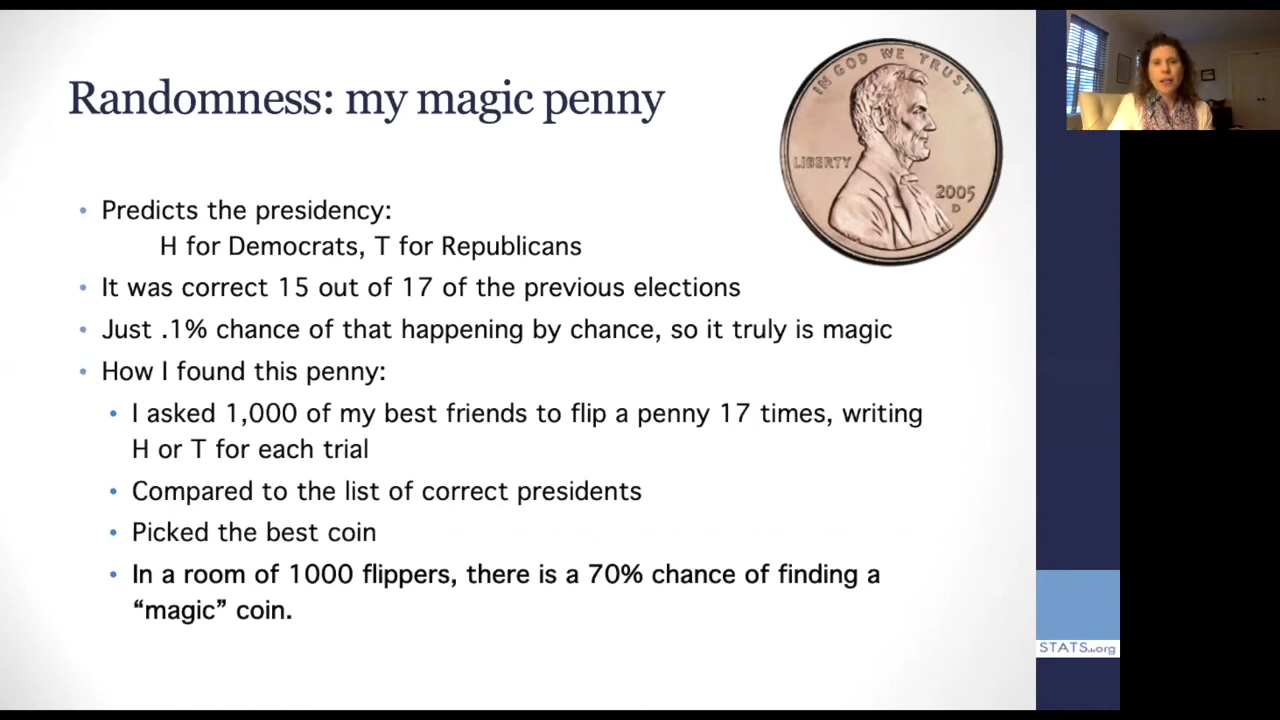 Randomness: my magic penny
IN GOD WE TRUST
LIBERTY
2005
D
• Predicts the presidency:
H for Democrats, T for Republicans
• It was correct 15 out of 17 of the previous elections
• Just .1% chance of that happening by chance, so it truly is magic
• How I found this penny:
• I asked 1,000 of my best friends to flip a penny 17 times, writing
H or T for each trial
• Compared to the list of correct presidents
• Picked the best coin
• In a room of 1000 flippers, there is a 70% chance of finding a
“magic” coin.
STATS.org